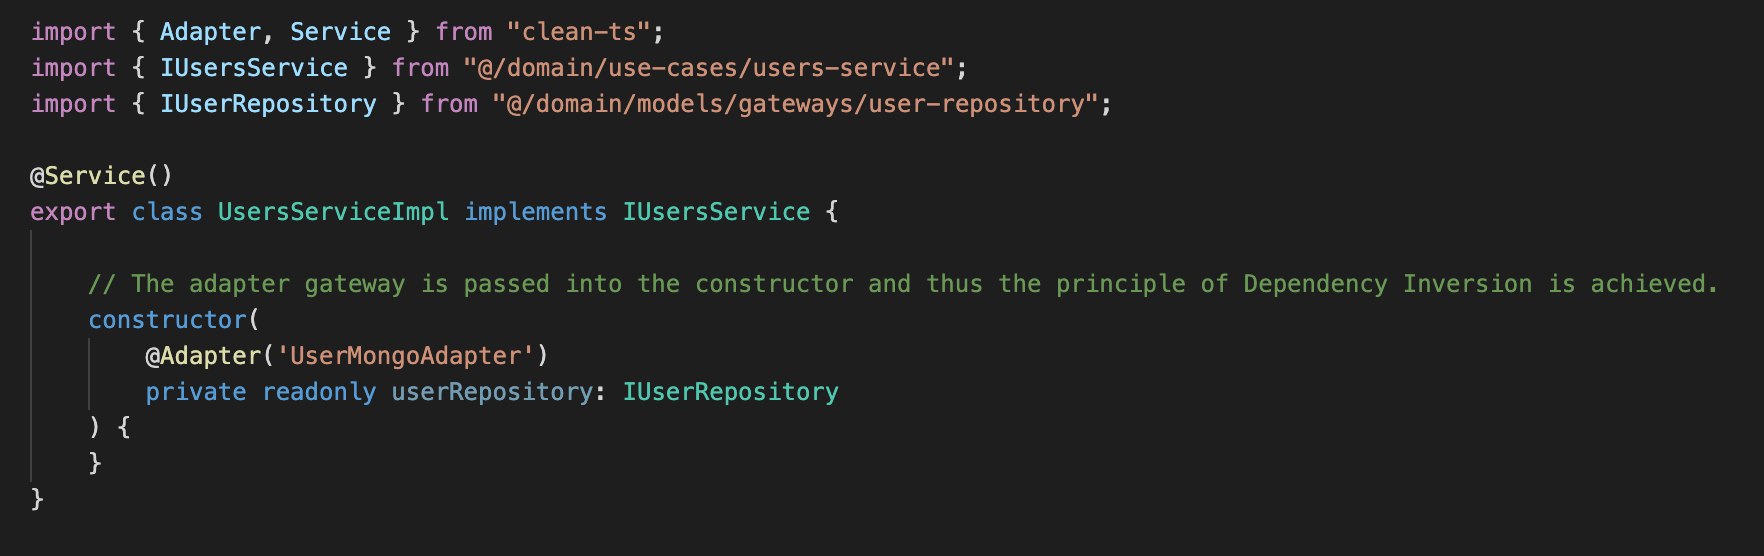 import { Adapter, Service } from "clean-ts";
import { IUsersService } from "@/domain/use-cases/users-service";
import { IUserRepository } from "@/domain/models/gateways/user-repository";

@Service()
export class UsersServiceImpl implements IUsersService {

    // The adapter gateway is passed into the constructor and thus the principle of Dependency Inversion is achieved.
    constructor(
        @Adapter('UserMongoAdapter')
        private readonly userRepository: IUserRepository
    ) {
    }
}